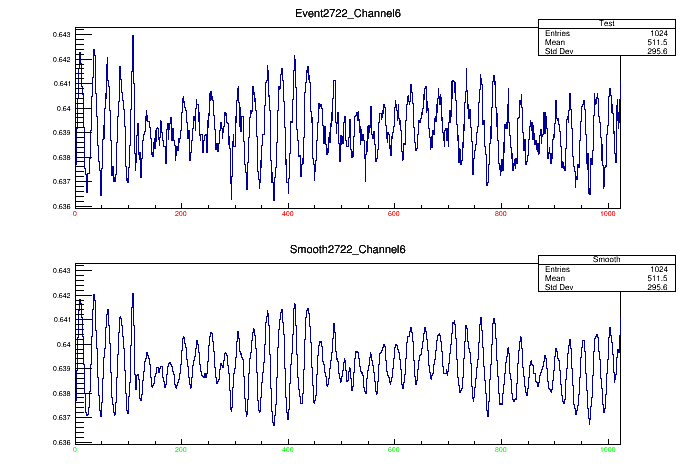 Event2722_Channel6
Test
Entries 1024
Mean 511.5
Std Dev 295.6
0.643
0.642
0.641
0.64
0.639
0.638
0.637
0.636
0 200 400 600 800 1000
Smooth2722_Channel6
Smooth
Entries 1024
Mean 511.5
Std Dev 295.6
0.643
0.642
0.641
0.64
0.639
0.638
0.637
0.636
0 200 400 600 800 1000